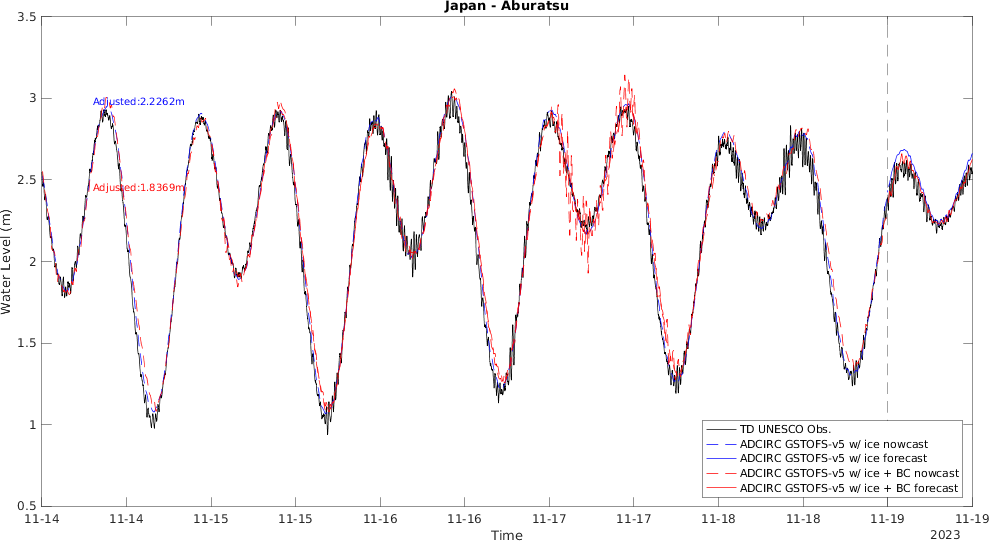 Japan - Aburatsu
3.5
3
2.5
2
1.5
1
0.5
Water Level (m)
Adjusted:2.2262m
Adjusted:1.8369m
TD UNESCO Obs.
ADCIRC GSTOFS-v5 w/ ice nowcast
ADCIRC GSTOFS-v5 w/ ice forecast
ADCIRC GSTOFS-v5 w/ ice + BC nowcast
ADCIRC GSTOFS-v5 w/ ice + BC forecast
11-14 11-14 11-15 11-15 11-16 11-16 11-17 11-17 11-18 11-18 11-19 11-19
Time
2023